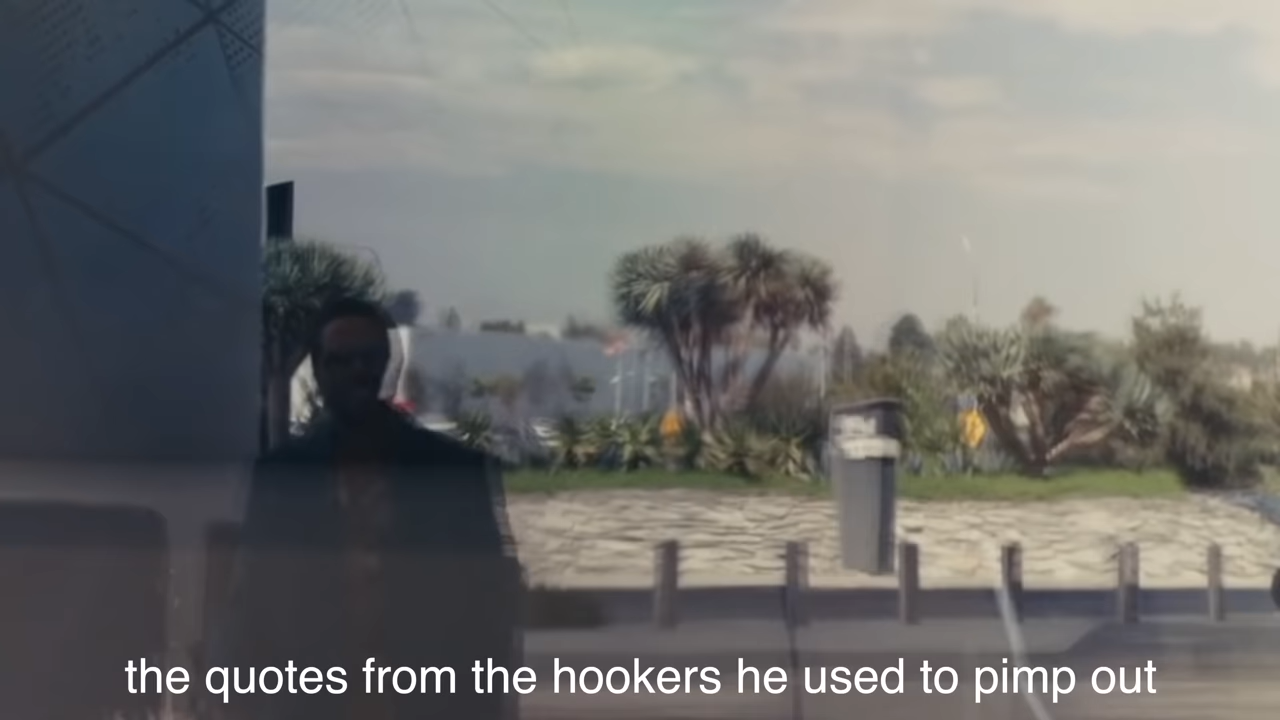 the quotes from the hookers he used to pimp out